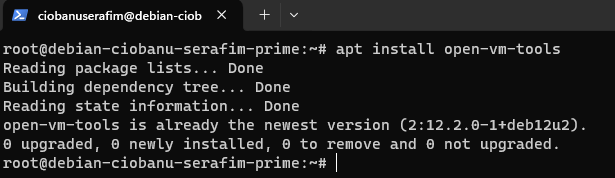 ciobanuserafim@debian-ciob
root@debian-ciobanu-serafim-prime:~# apt install open-vm-tools
Reading package lists... Done
Building dependency tree... Done
Reading state information... Done
open-vm-tools is already the newest version (2:12.2.0-1+deb12u2).
0 upgraded, 0 newly installed, 0 to remove and 0 not upgraded.
root@debian-ciobanu-serafim-prime:~#